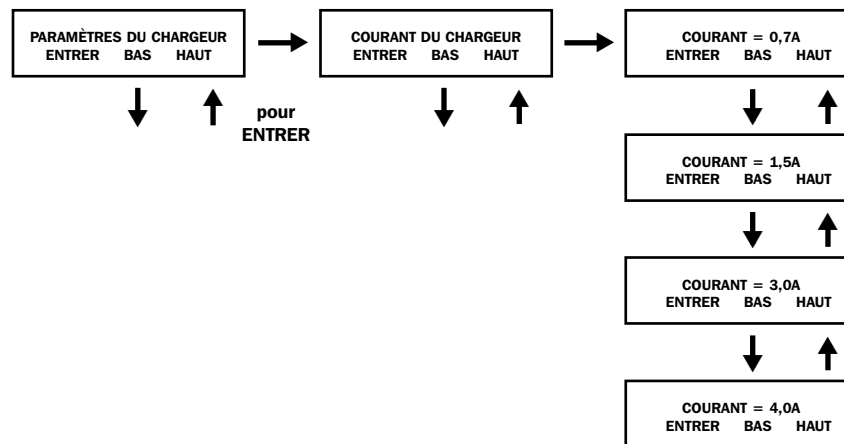 PARAMÈTRES DU CHARGEUR
ENTRER BAS HAUT
COURANT DU CHARGEUR
ENTRER BAS HAUT
COURANT = 0,7A
ENTRER BAS HAUT
pour
ENTRER
COURANT = 1,5A
ENTRER BAS HAUT
COURANT = 3,0A
ENTRER BAS HAUT
COURANT = 4,0A
ENTRER BAS HAUT